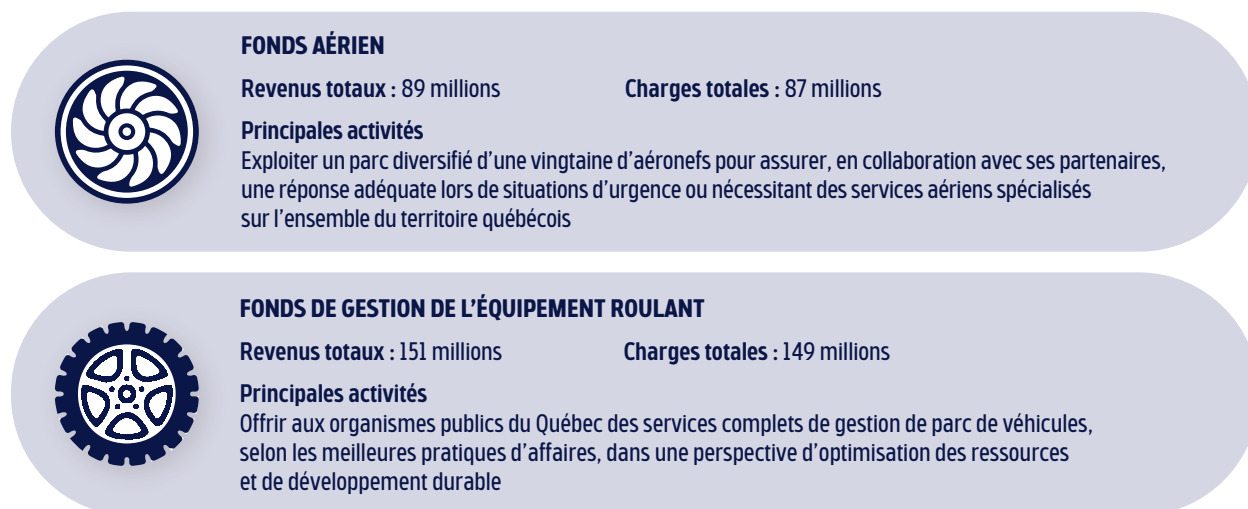 FONDS AÉRIEN
Revenus totaux : 89 millions Charges totales : 87 millions
Principales activités
Exploiter un parc diversifié d’une vingtaine d’aéronefs pour assurer, en collaboration avec ses partenaires,
une réponse adéquate lors de situations d’urgence ou nécessitant des services aériens spécialisés
sur l’ensemble du territoire québécois
FONDS DE GESTION DE L’ÉQUIPEMENT ROULANT
Revenus totaux : 151 millions Charges totales : 149 millions
Principales activités
Offrir aux organismes publics du Québec des services complets de gestion de parc de véhicules,
selon les meilleures pratiques d’affaires, dans une perspective d’optimisation des ressources
et de développement durable